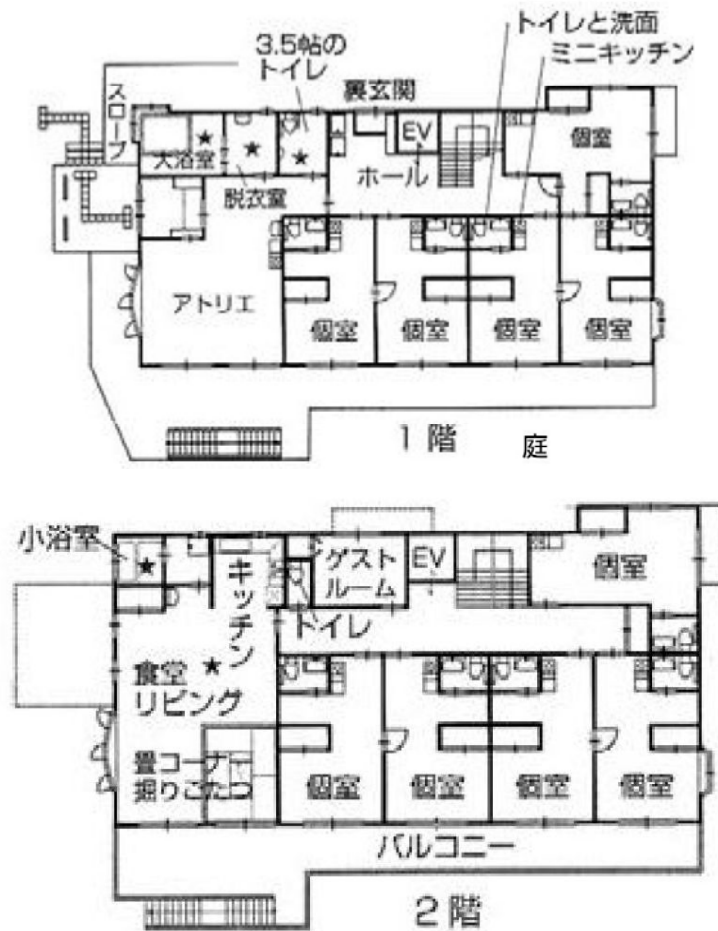 トイレと洗面
3.5帖の
トイレ
ミニキッチン
裏玄関
スロープ
大浴室
★
★
★
EV
個室
ホール
脱衣室
アトリエ
個室
個室
個室
個室
1階
庭
小浴室
★
キッチン
ゲスト
ルーム
EV
個室
トイレ
食堂
★
リビング
畳コーナー
掘りごたつ
個室
個室
個室
個室
バルコニー
2階